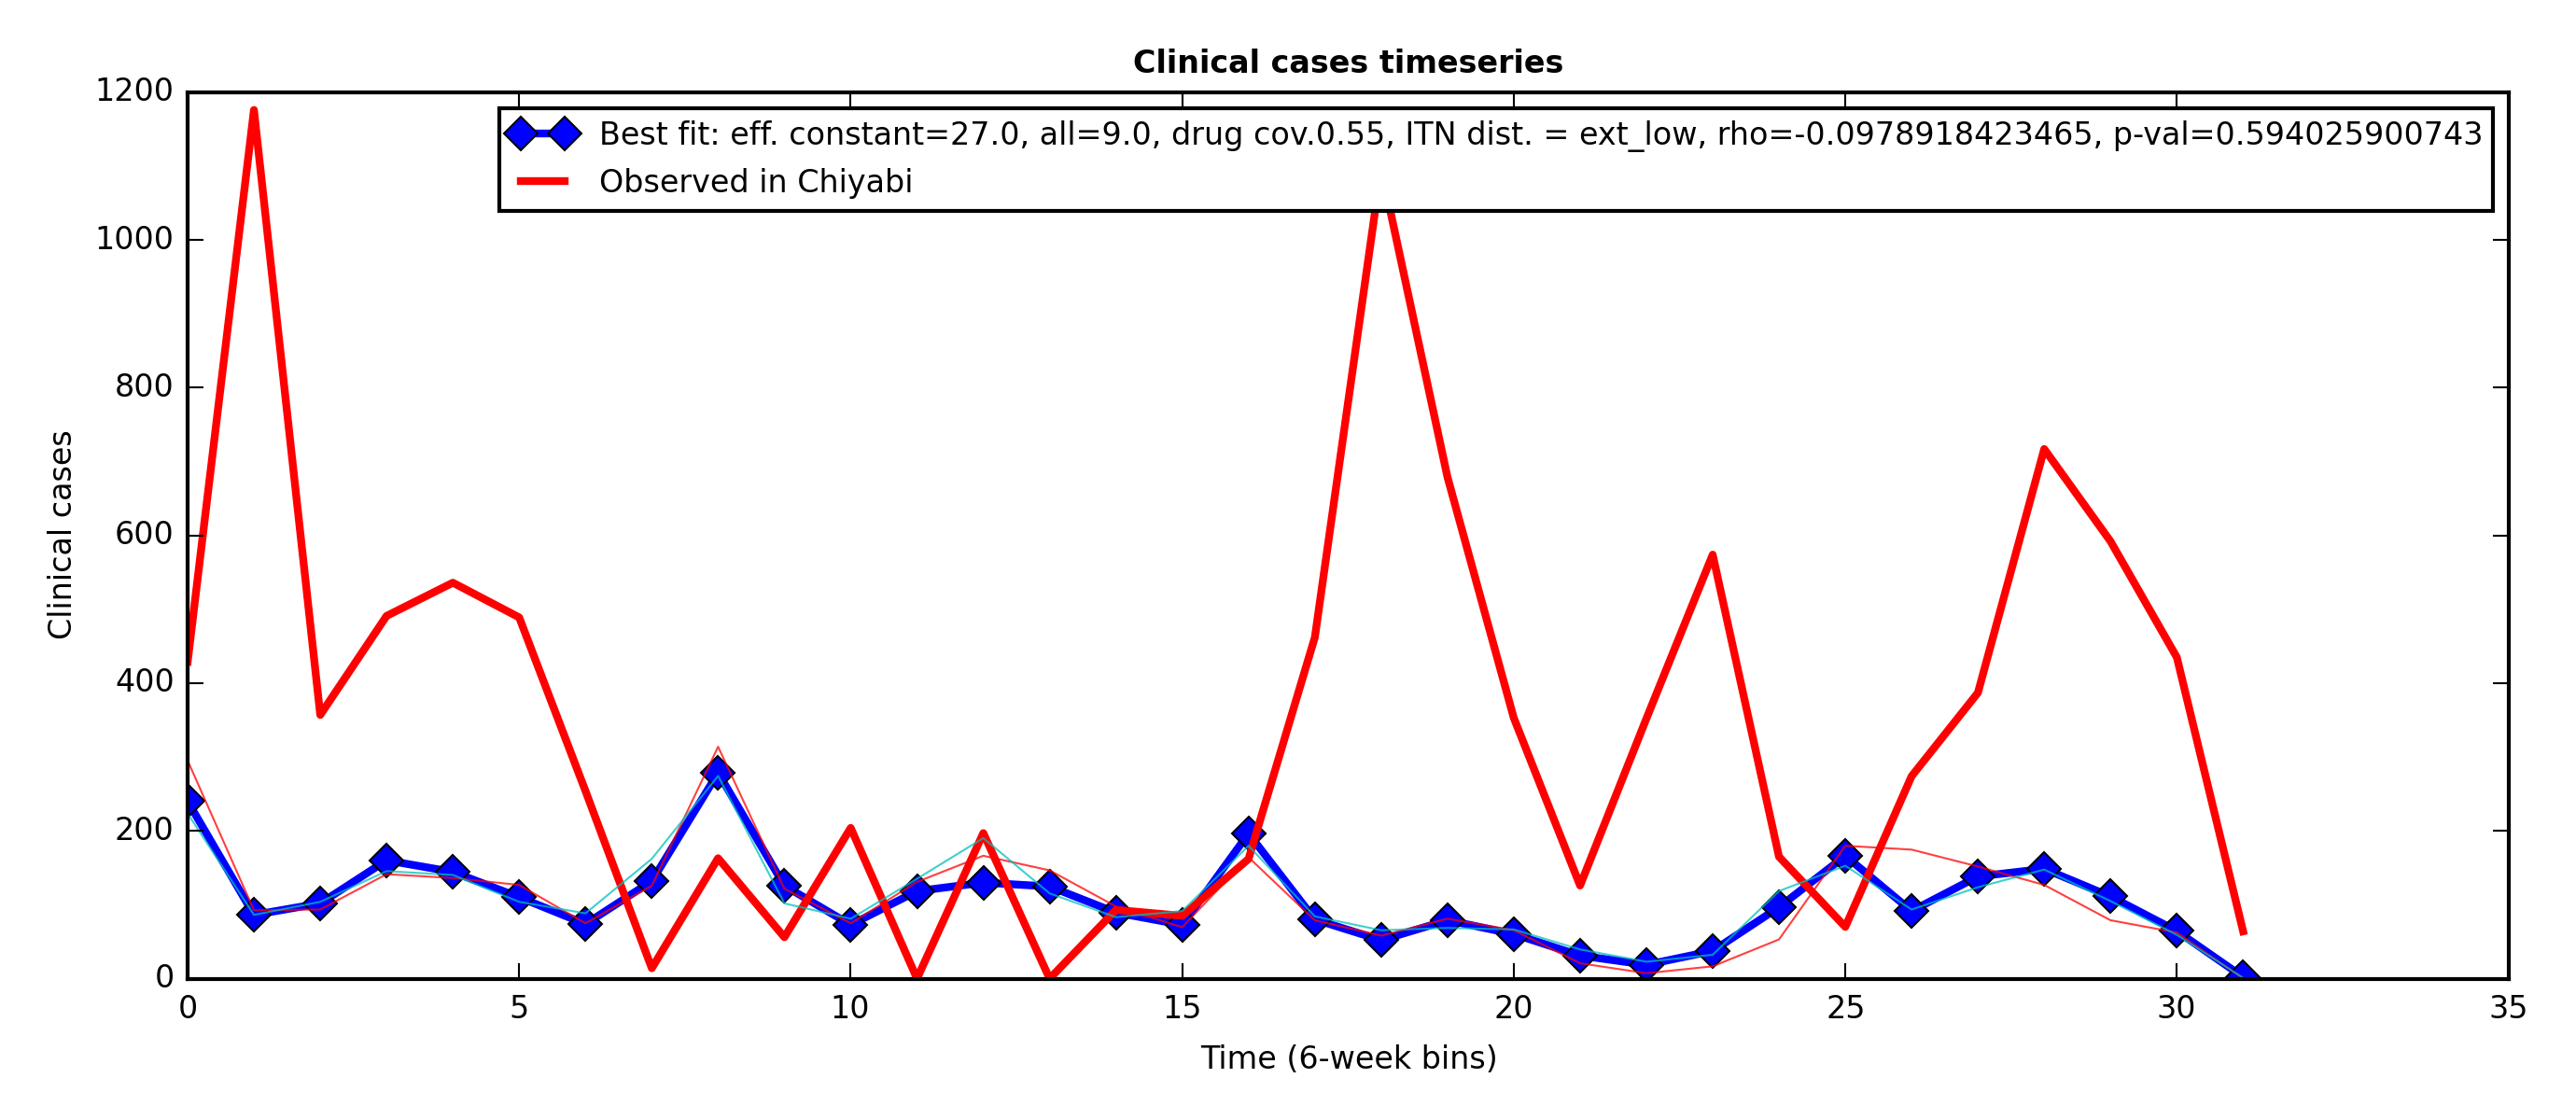 Clinical cases timeseries
1200
1000
800
600
400
200
0
Clinical cases
Best fit: eff. constant=27.0, all=9.0, drug cov.0.55, ITN dist. = ext_low, rho=-0.0978918423465, p-val=0.594025900743
Observed in Chiyabi
0 5 10 15 20 25 30 35
Time (6-week bins)